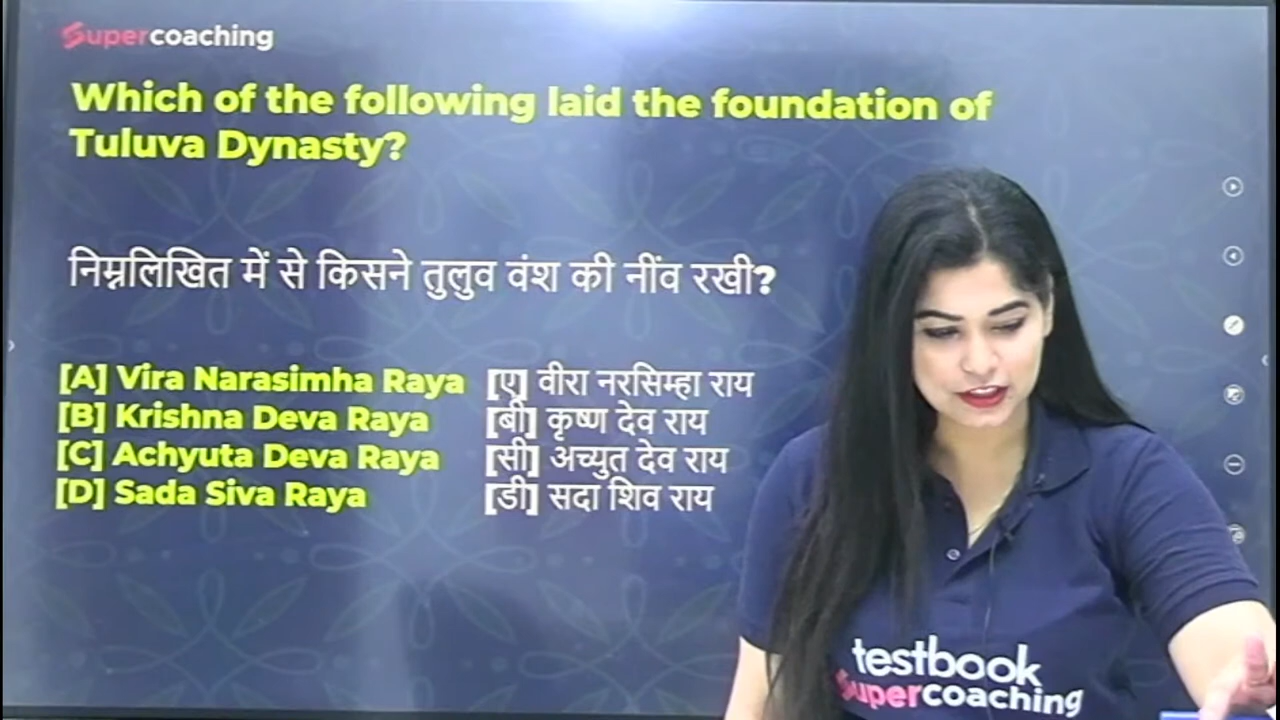 Supercoaching
Which of the following laid the foundation of
Tuluva Dynasty?
निम्नलिखित में से किसने तुलुव वंश की नींव रखी?
[A] Vira Narasimha Raya [ए] वीरा नरसिम्हा राय
[B] Krishna Deva Raya [बी] कृष्ण देव राय
[C] Achyuta Deva Raya [सी] अच्युत देव राय
[D] Sada Siva Raya [डी] सदा शिव राय
testbook
Supercoaching